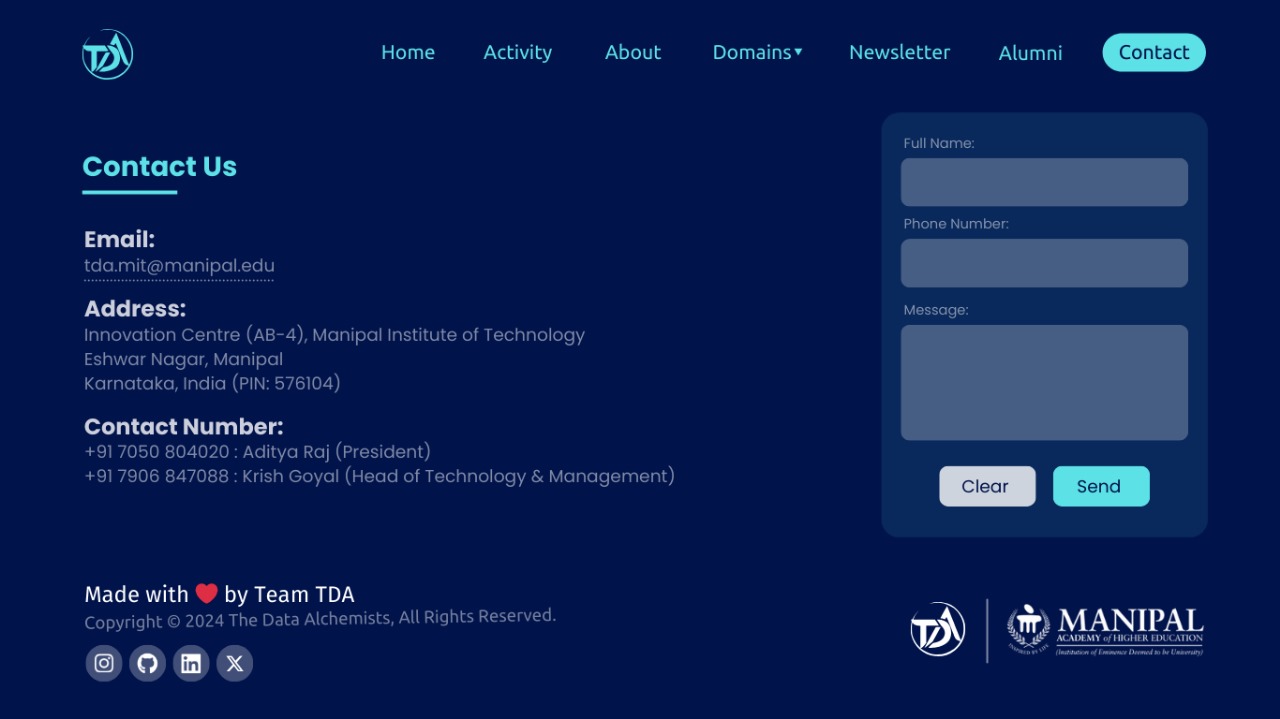 TDA
Home Activity About Domains▾ Newsletter Alumni Contact
Contact Us
Email:
tda.mit@manipal.edu
Address:
Innovation Centre (AB-4), Manipal Institute of Technology
Eshwar Nagar, Manipal
Karnataka, India (PIN: 576104)
Contact Number:
+91 7050 804020 : Aditya Raj (President)
+91 7906 847088 : Krish Goyal (Head of Technology & Management)
Full Name:
Phone Number:
Message:
Clear Send
Made with ❤ by Team TDA
Copyright © 2024 The Data Alchemists, All Rights Reserved.
TDA
MANIPAL
ACADEMY of HIGHER EDUCATION
(Institution of Eminence Deemed to be University)
INSPIRED BY LIFE